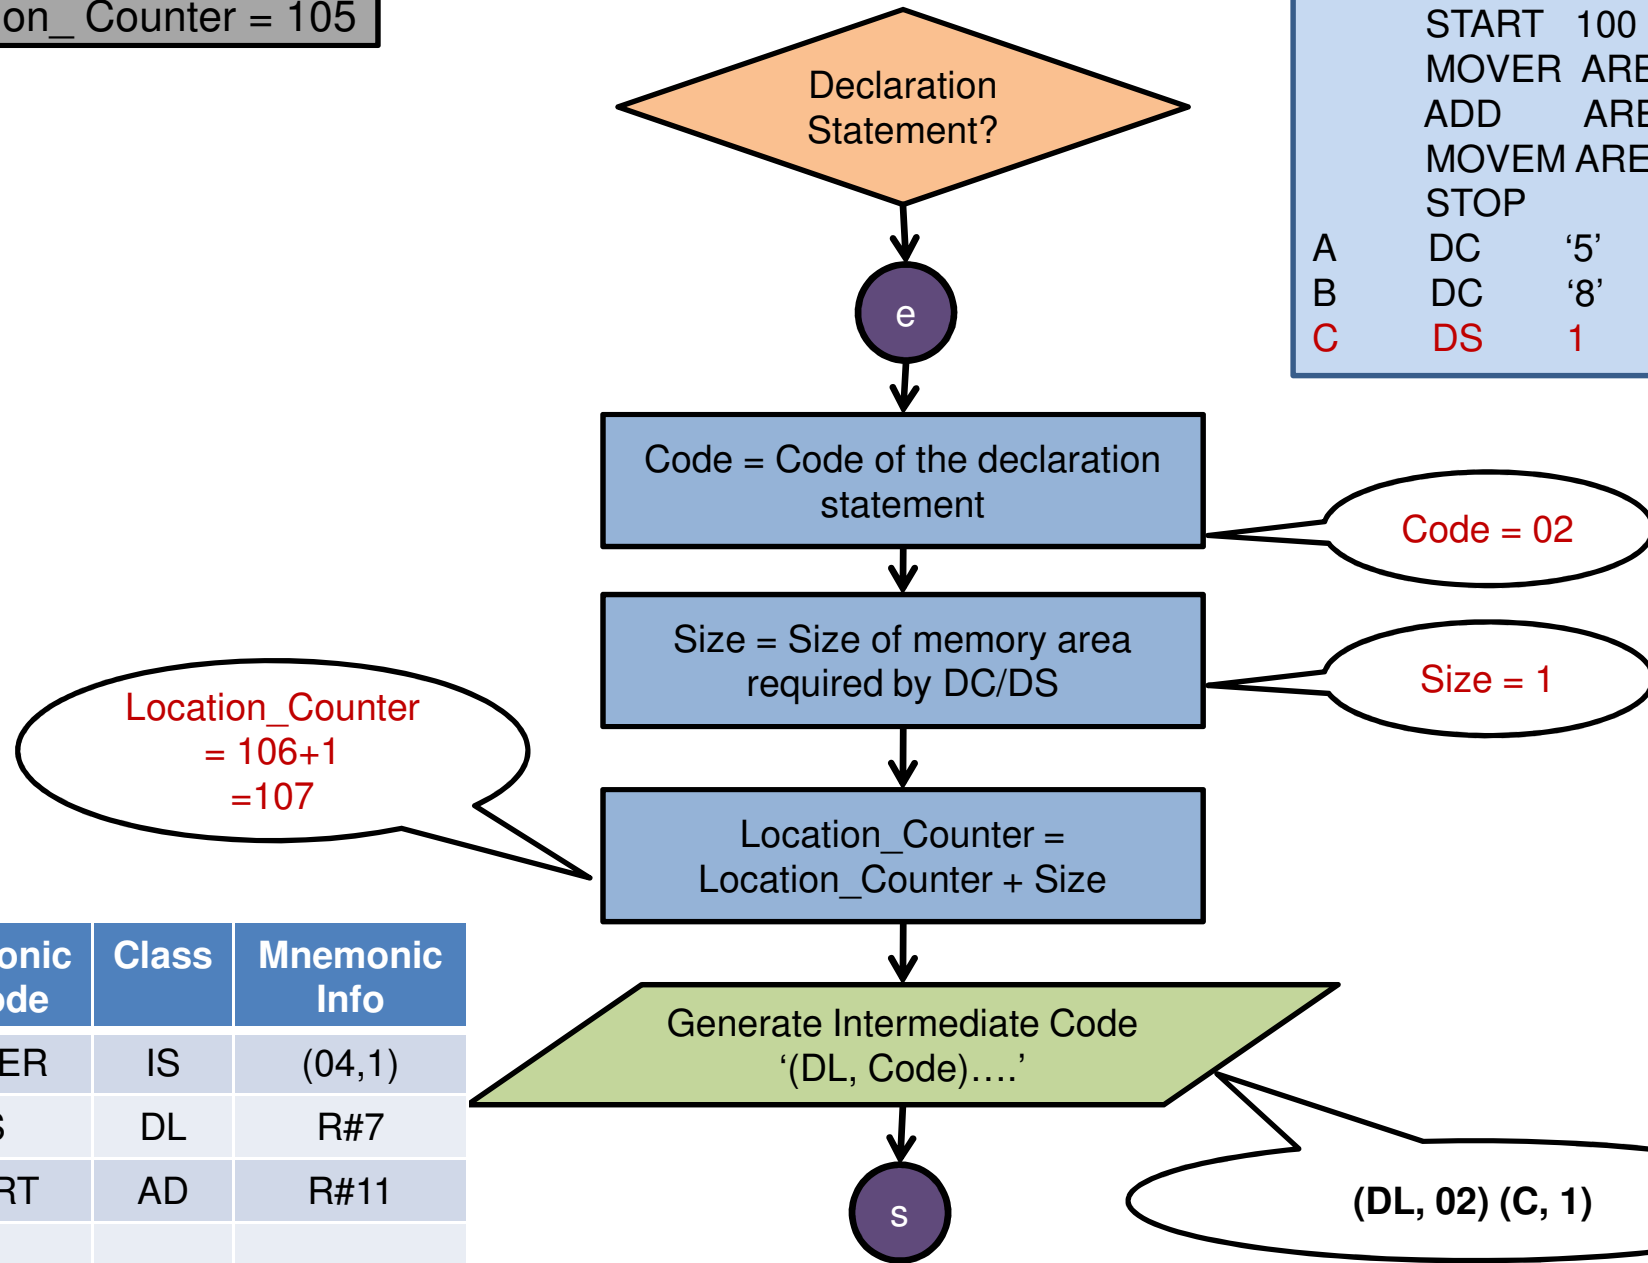 on_ Counter = 105
START 100
MOVER ARE
ADD ARE
MOVEM ARE
STOP
A DC ‘5’
B DC ‘8’
C DS 1
Declaration
Statement?
e
Code = Code of the declaration
statement
Code = 02
Size = Size of memory area
required by DC/DS
Size = 1
Location_Counter
= 106+1
=107
Location_Counter =
Location_Counter + Size
Generate Intermediate Code
‘(DL, Code)….’
(DL, 02) (C, 1)
s
onic Class Mnemonic
ode Info
ER IS (04,1)
S DL R#7
RT AD R#11